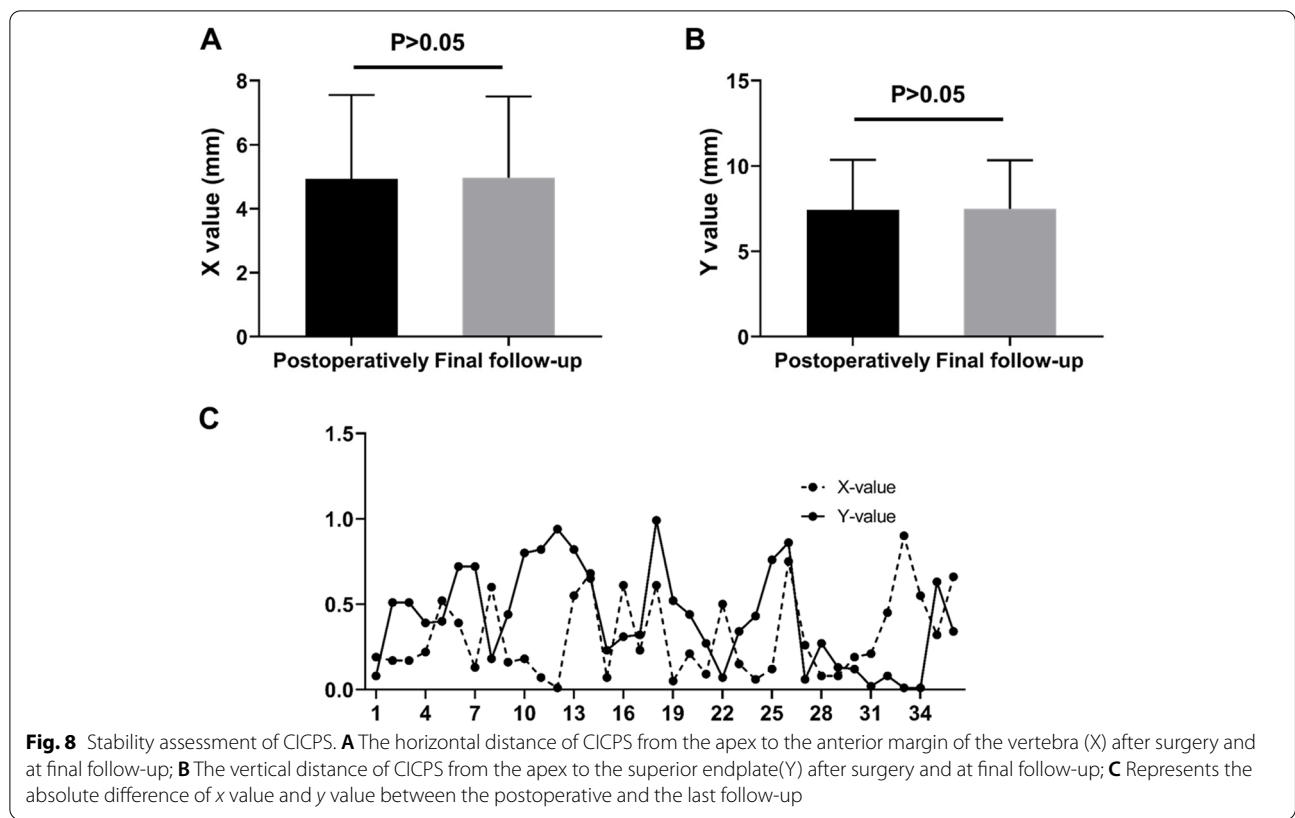 A
B
P>0.05
P>0.05
X value (mm)
8
6
4
2
0
Postoperatively Final follow-up
Y value (mm)
15
10
5
0
Postoperatively Final follow-up
C
1.5
1.0
0.5
0.0
X-value
Y-value
1 4 7 10 13 16 19 22 25 28 31 34
Fig. 8 Stability assessment of CICPS. A The horizontal distance of CICPS from the apex to the anterior margin of the vertebra (X) after surgery and
at final follow-up; B The vertical distance of CICPS from the apex to the superior endplate(Y) after surgery and at final follow-up; C Represents the
absolute difference of x value and y value between the postoperative and the last follow-up